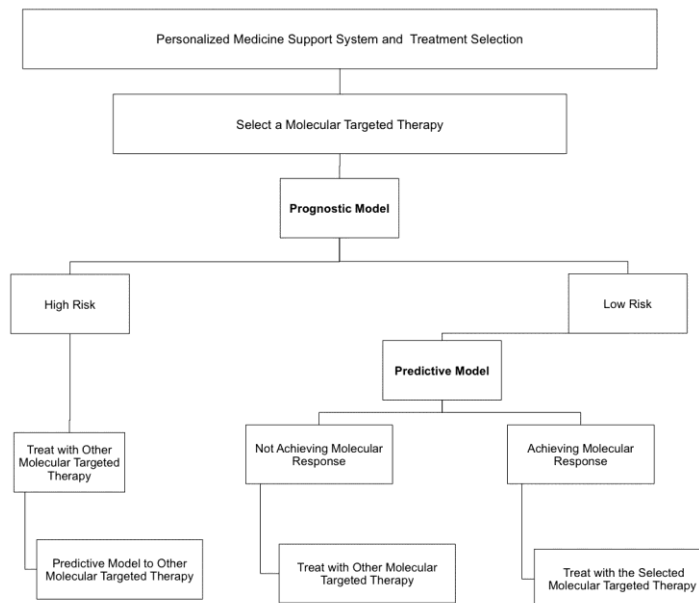 Personalized Medicine Support System and Treatment Selection
Select a Molecular Targeted Therapy
Prognostic Model
High Risk
Low Risk
Predictive Model
Treat with Other
Molecular Targeted
Therapy
Not Achieving Molecular
Response
Achieving Molecular
Response
Predictive Model to Other
Molecular Targeted Therapy
Treat with Other Molecular
Targeted Therapy
Treat with the Selected
Molecular Targeted Therapy